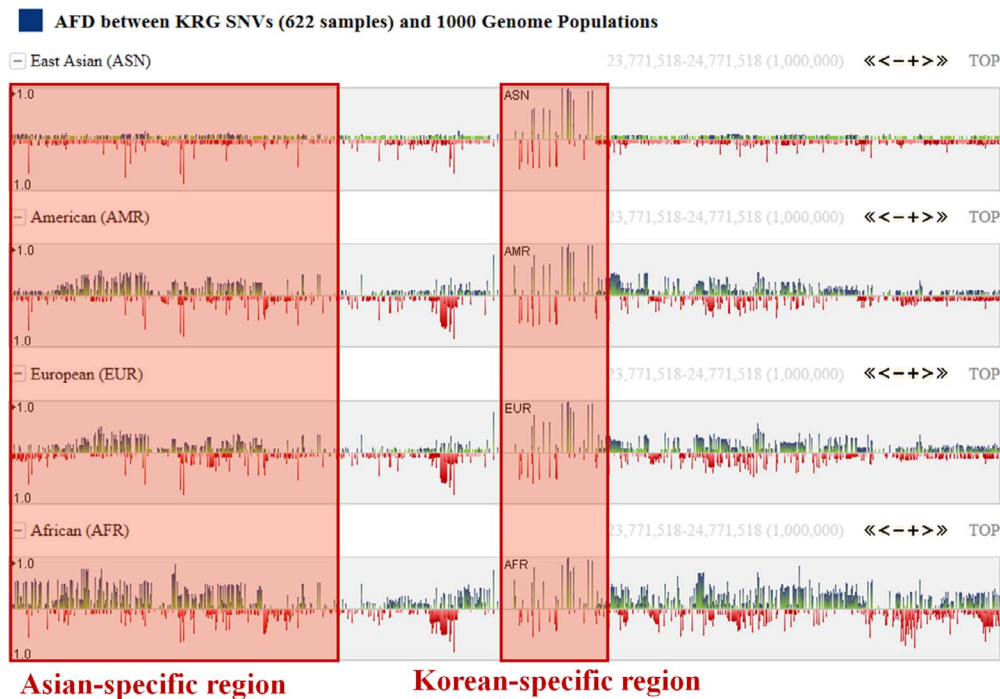 AFD between KRG SNVs (622 samples) and 1000 Genome Populations
East Asian (ASN) 23,771,518-24,771,518 (1,000,000) «<-+>» TOP
1.0
ASN
1.0
American (AMR) 23,771,518-24,771,518 (1,000,000) «<-+>» TOP
1.0
AMR
1.0
European (EUR) 23,771,518-24,771,518 (1,000,000) «<-+>» TOP
1.0
EUR
1.0
African (AFR) 23,771,518-24,771,518 (1,000,000) «<-+>» TOP
1.0
AFR
1.0
Asian-specific region
Korean-specific region